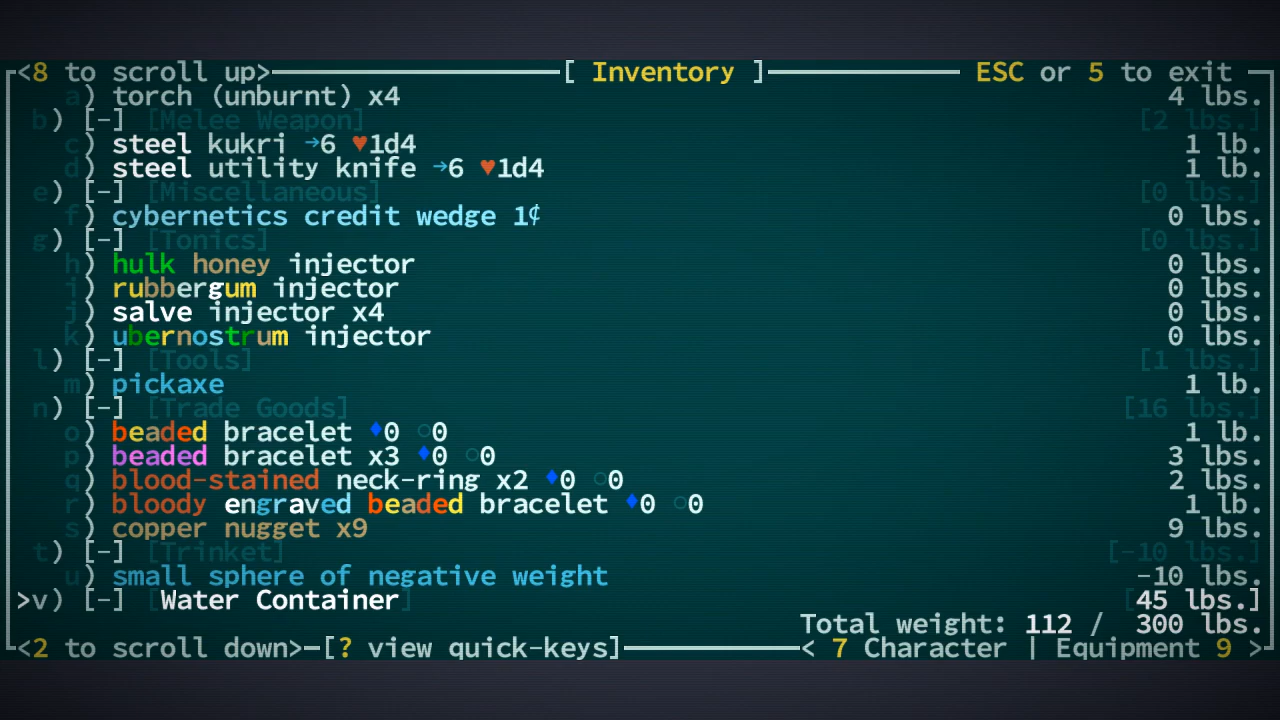 <8 to scroll up> [ Inventory ] ESC or 5 to exit
a) torch (unburnt) x4 4 lbs.
b) [-] [Melee Weapon] [2 lbs.]
c) steel kukri →6 ♥1d4 1 lb.
d) steel utility knife →6 ♥1d4 1 lb.
e) [-] [Miscellaneous] [0 lbs.]
f) cybernetics credit wedge 1¢ 0 lbs.
g) [-] [Tonics] [0 lbs.]
h) hulk honey injector 0 lbs.
i) rubbergum injector 0 lbs.
j) salve injector x4 0 lbs.
k) ubernostrum injector 0 lbs.
l) [-] [Tools] [1 lbs.]
m) pickaxe 1 lb.
n) [-] [Trade Goods] [16 lbs.]
o) beaded bracelet ♦0 ○0 1 lb.
p) beaded bracelet x3 ♦0 ○0 3 lbs.
q) blood-stained neck-ring x2 ♦0 ○0 2 lbs.
r) bloody engraved beaded bracelet ♦0 ○0 1 lb.
s) copper nugget x9 9 lbs.
t) [-] [Trinket] [-10 lbs.]
u) small sphere of negative weight -10 lbs.
>v) [-] [Water Container] [45 lbs.]
Total weight: 112 / 300 lbs.
<2 to scroll down> [? view quick-keys] < 7 Character | Equipment 9 >